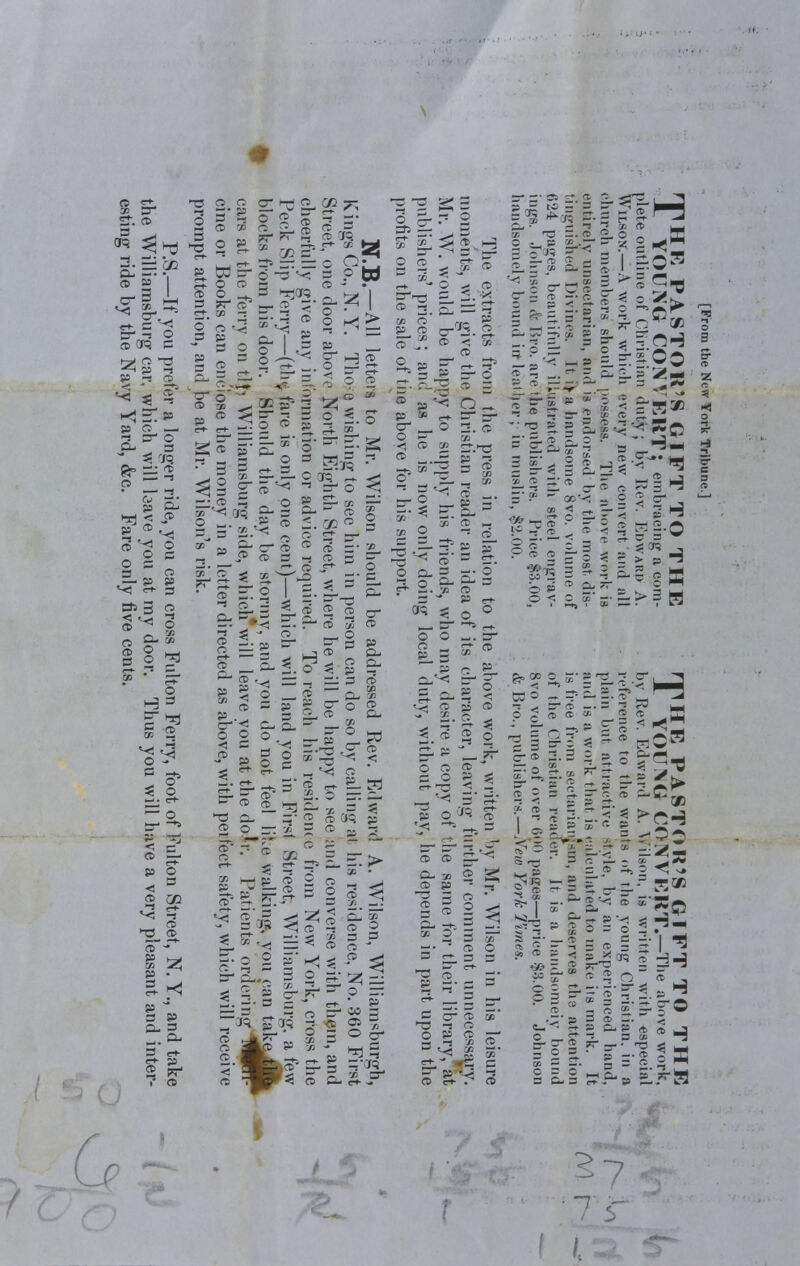 [From the New York Tribune.]
THE PASTOR'S GIFT TO THE
YOUNG CONVERT; embracing a com-
plete outline of Christian duty; by Rev. EDWARD A.
WILSON.—A work which every new convert and all
church members should possess. The above work is
entirely unsectarian, and is endorsed by the most dis-
tinguished Divines. It is a handsome 8vo. volume of
624 pages, beautifully illustrated with steel engrav-
ings. Johnson & Bro. are the publishers. Price $3.00,
handsomely bound in leather; in muslin, $2.00.
THE PASTOR'S GIFT TO THE
YOUNG CONVERT.—The above work,
by Rev. Edward A. Wilson, is written with especial
reference to the wants of the young Christian, in a
plain but attractive style, by an experienced hand,
and is a work that is calculated to make its mark. It
is free from sectarianism, and deserves the attention
of the Christian reader. It is a handsomely bound
8vo volume of over 600 pages—price $3.00. Johnson
& Bro., publishers.—New York Times.
The extracts from the press in relation to the above work, written by Mr. Wilson in his leisure
moments, will give the Christian reader an idea of its character, leaving further comment unnecessary.
Mr. W. would be happy to supply his friends, who may desire a copy of the same for their library, at
publishers' prices; and as he is now only doing local duty, without pay, he depends in part upon the
profits on the sale of the above for his support.
N.B.—All letters to Mr. Wilson should be addressed Rev. Edward A. Wilson, Williamsburgh,
Kings Co., N. Y. Those wishing to see him in person can do so by calling at his residence, No. 360 First
Street, one door above North Eighth Street, where he will be happy to see and converse with them, and
cheerfully give any information or advice required. To reach his residence from New York, cross the
Peck Slip Ferry—(the fare is only one cent)—which will land you in First Street, Williamsburg, a few
blocks from his door. Should the day be stormy, and you do not feel like walking, you can take the
cars at the ferry on the Williamsburg side, which will leave you at the door. Patients ordering Medi-
cine or Books can enclose the money in a letter directed as above, with perfect safety, which will receive
prompt attention, and be at Mr. Wilson's risk.
P.S.—If you prefer a longer ride, you can cross Fulton Ferry, foot of Fulton Street, N. Y., and take
the Williamsburg car, which will leave you at my door. Thus you will have a very pleasant and inter-
esting ride by the Navy Yard, &c. Fare only five cents.
37
75